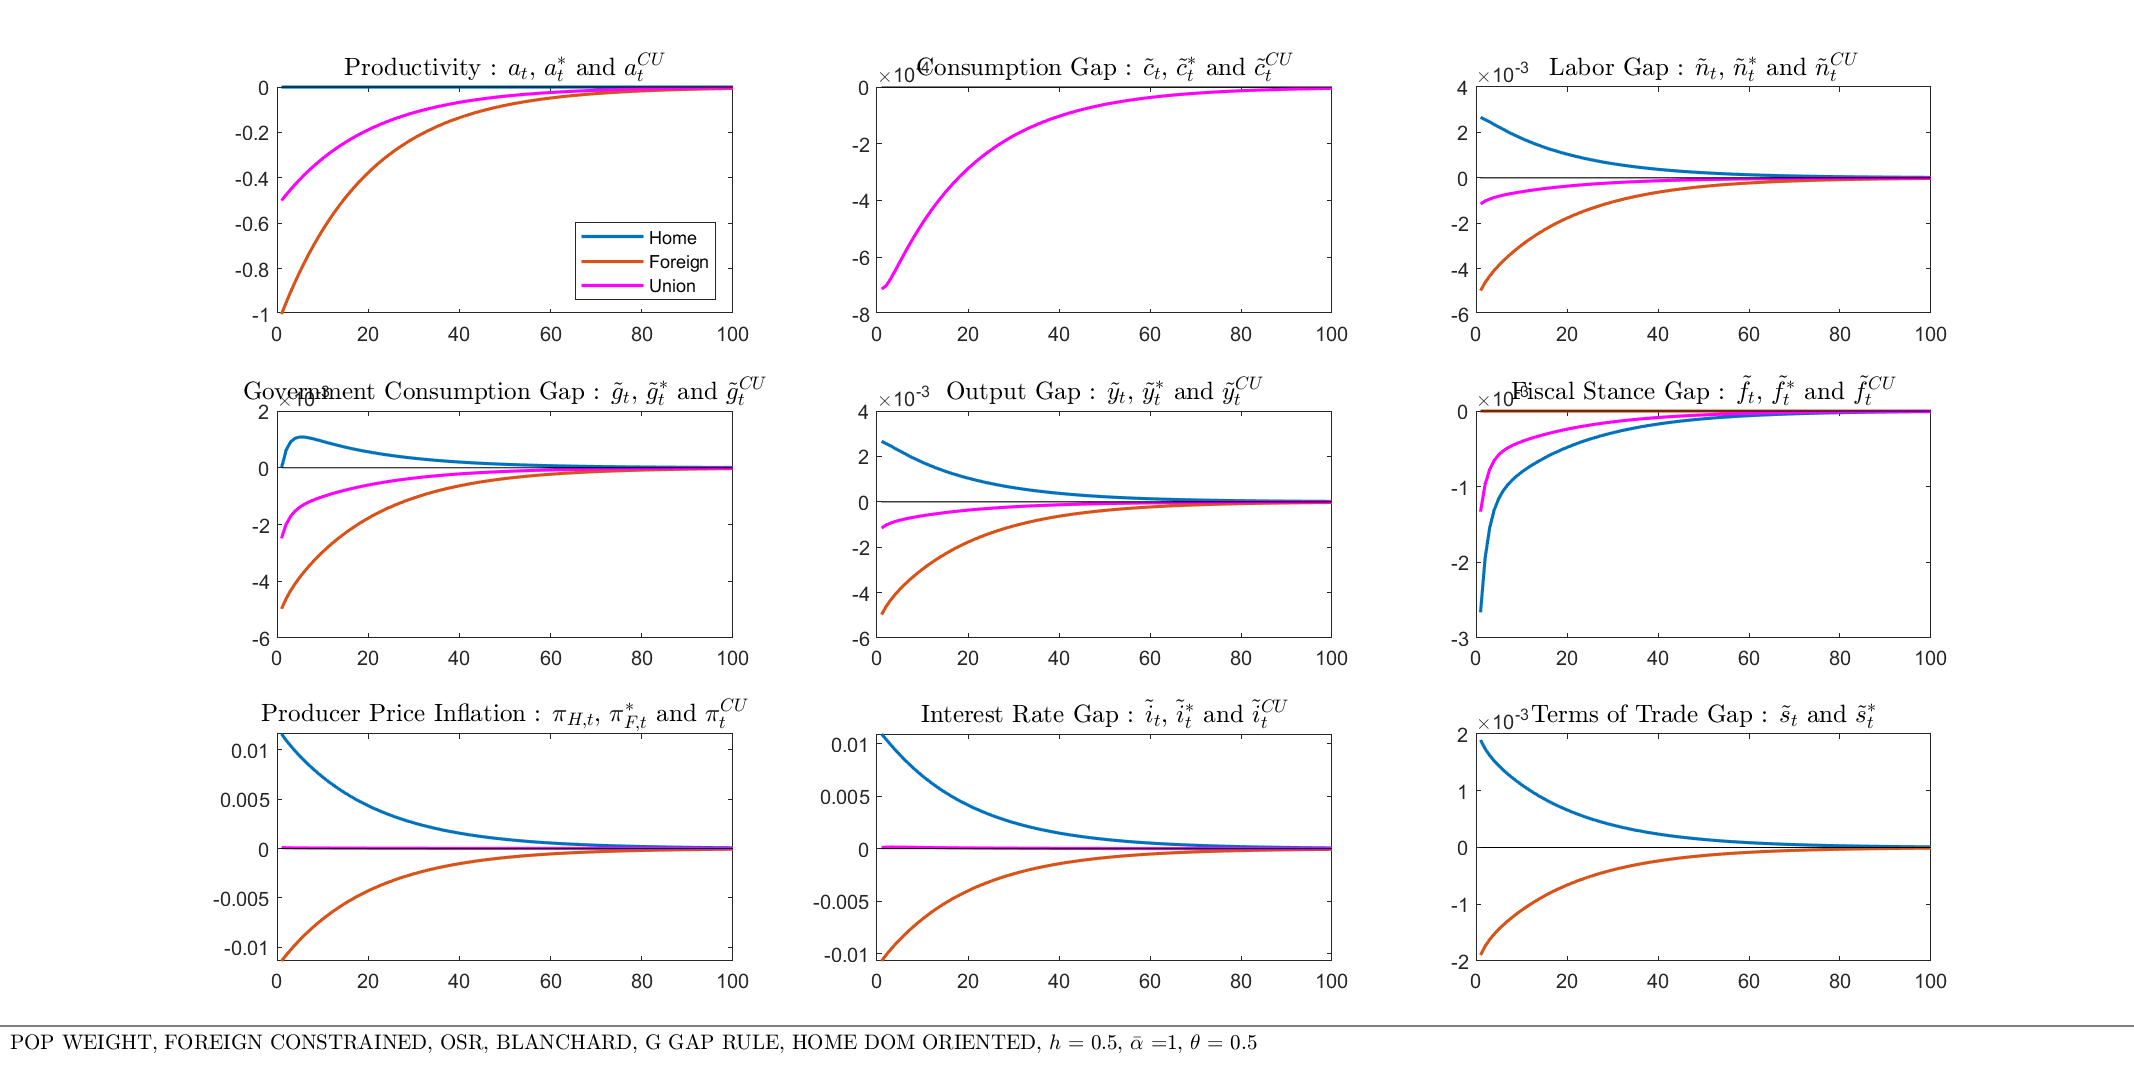 Productivity : a_t, a_t^* and a_t^{CU}
0
-0.2
-0.4
-0.6
-0.8
-1
0 20 40 60 80 100
Home
Foreign
Union
Consumption Gap : c̃_t, c̃_t^* and c̃_t^{CU}
×10^{-4}
0
-2
-4
-6
-8
0 20 40 60 80 100
Labor Gap : ñ_t, ñ_t^* and ñ_t^{CU}
×10^{-3}
4
2
0
-2
-4
-6
0 20 40 60 80 100
Government Consumption Gap : g̃_t, g̃_t^* and g̃_t^{CU}
×10^{-3}
2
0
-2
-4
-6
0 20 40 60 80 100
Output Gap : ỹ_t, ỹ_t^* and ỹ_t^{CU}
×10^{-3}
4
2
0
-2
-4
-6
0 20 40 60 80 100
Fiscal Stance Gap : f̃_t, f̃_t^* and f̃_t^{CU}
×10^{-3}
0
-1
-2
-3
0 20 40 60 80 100
Producer Price Inflation : π_{H,t}, π_{F,t}^* and π_t^{CU}
0.01
0.005
0
-0.005
-0.01
0 20 40 60 80 100
Interest Rate Gap : ĩ_t, ĩ_t^* and ĩ_t^{CU}
0.01
0.005
0
-0.005
-0.01
0 20 40 60 80 100
Terms of Trade Gap : s̃_t and s̃_t^*
×10^{-3}
2
1
0
-1
-2
0 20 40 60 80 100
POP WEIGHT, FOREIGN CONSTRAINED, OSR, BLANCHARD, G GAP RULE, HOME DOM ORIENTED, h = 0.5, ᾱ =1, θ = 0.5